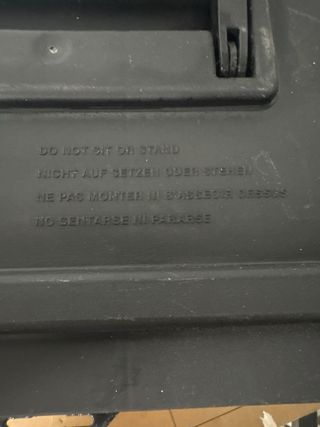 DO NOT SIT OR STAND
NICHT AUF SETZEN ODER STEHEN
NE PAS MONTER NI S'ASSEOIR DESSUS
NO SENTARSE NI PARARSE